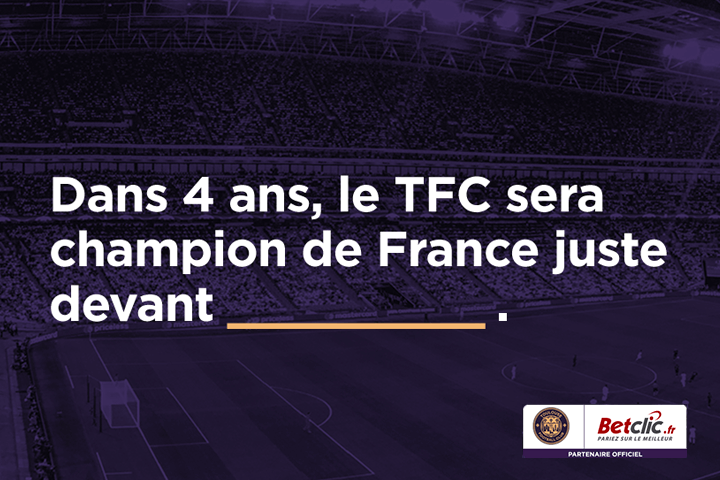 Dans 4 ans, le TFC sera
champion de France juste
devant ____________ .
Betclic.fr
PARIEZ SUR LE MEILLEUR
PARTENAIRE OFFICIEL